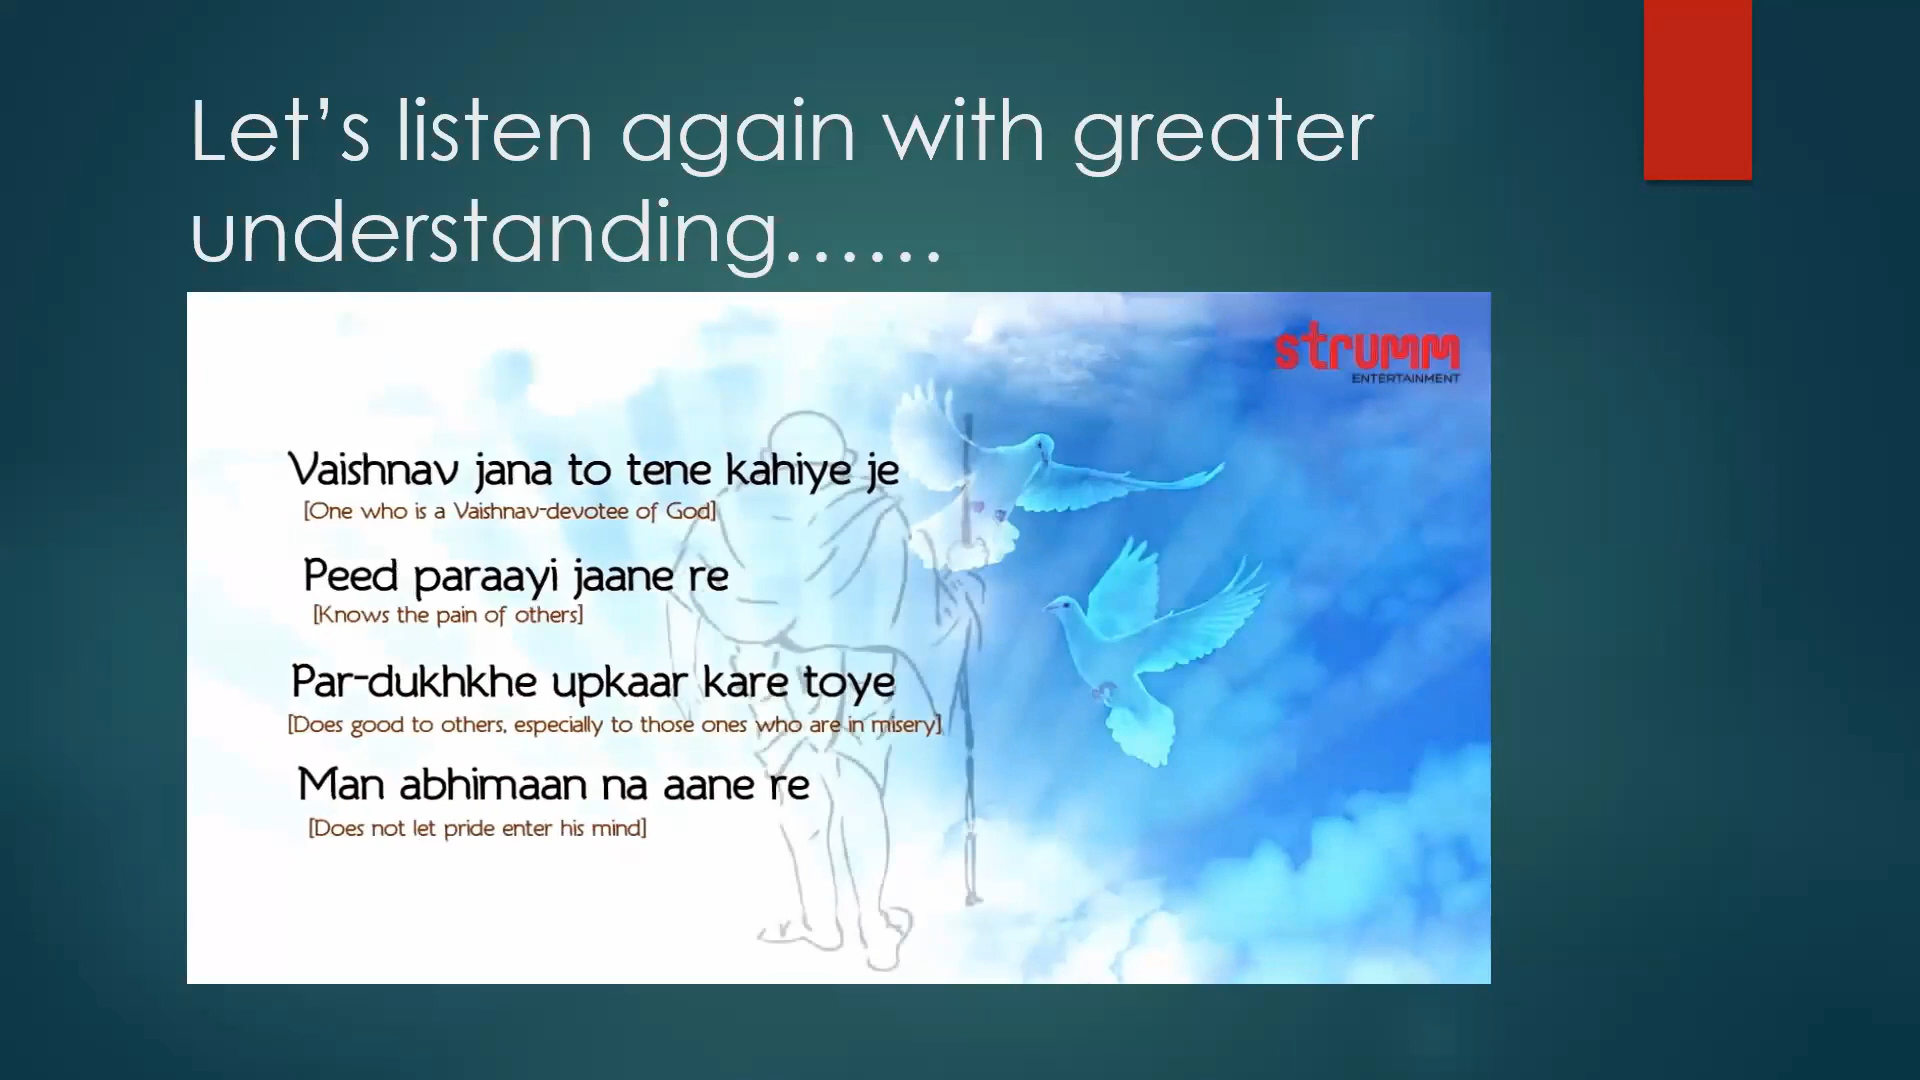 Let’s listen again with greater
understanding......
strumm
ENTERTAINMENT
Vaishnav jana to tene kahiye je
[One who is a Vaishnav-devotee of God]
Peed paraayi jaane re
[Knows the pain of others]
Par-dukhkhe upkaar kare toye
[Does good to others, especially to those ones who are in misery]
Man abhimaan na aane re
[Does not let pride enter his mind]